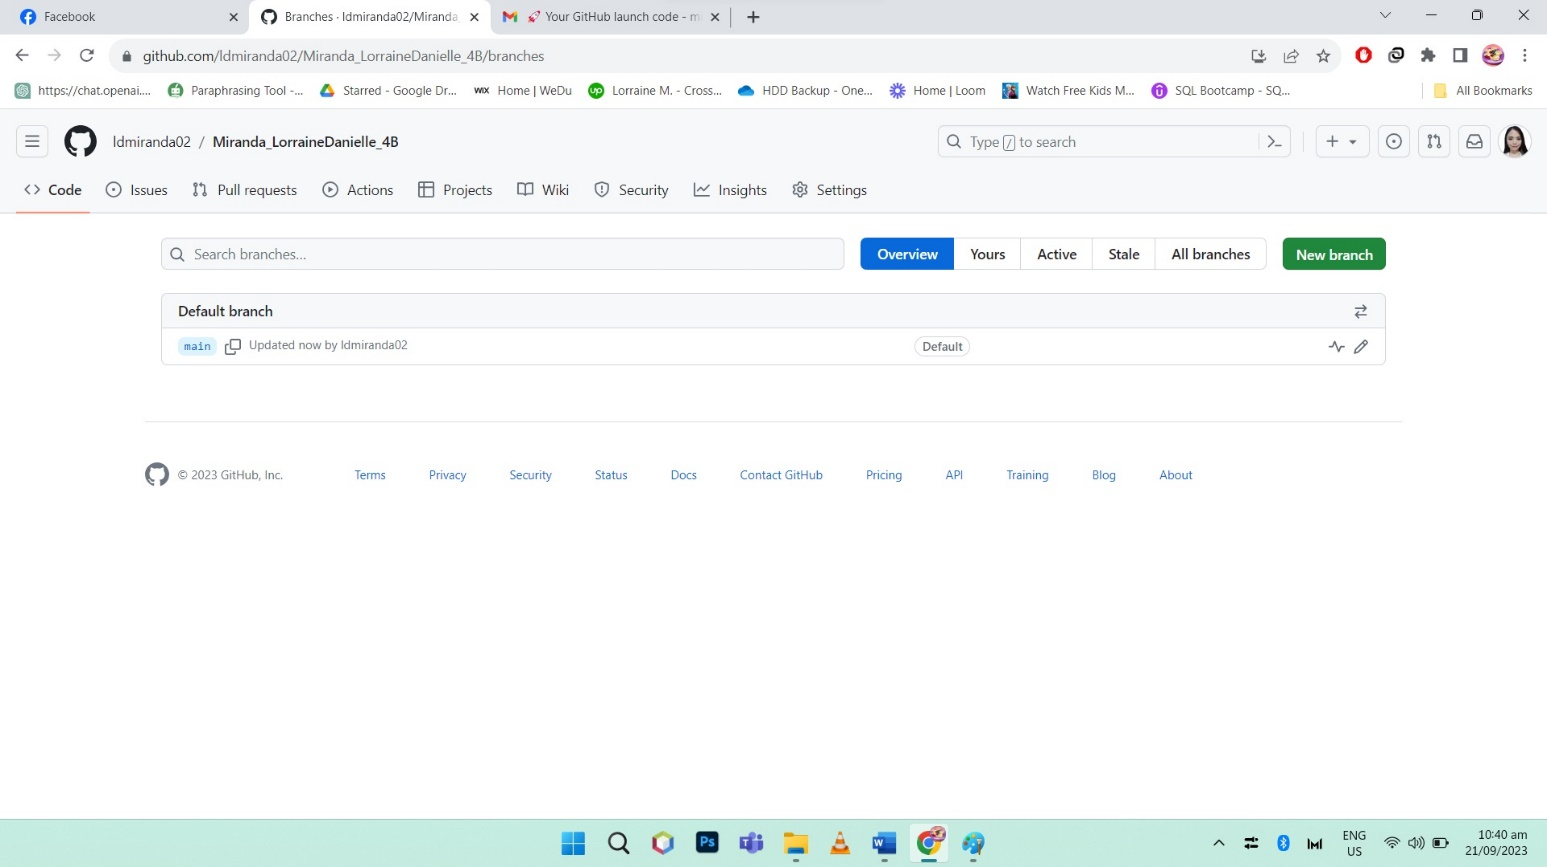 Facebook
Branches · ldmiranda02/Miranda_
🚀 Your GitHub launch code - m
github.com/ldmiranda02/Miranda_LorraineDanielle_4B/branches
https://chat.openai....
Paraphrasing Tool -...
Starred - Google Dr...
WIX Home | WeDu
up Lorraine M. - Cross...
HDD Backup - One...
Home | Loom
Watch Free Kids M...
SQL Bootcamp - SQ...
All Bookmarks
ldmiranda02 / Miranda_LorraineDanielle_4B
Type / to search
Code
Issues
Pull requests
Actions
Projects
Wiki
Security
Insights
Settings
Search branches...
Overview
Yours
Active
Stale
All branches
New branch
Default branch
main
Updated now by ldmiranda02
Default
© 2023 GitHub, Inc.
Terms
Privacy
Security
Status
Docs
Contact GitHub
Pricing
API
Training
Blog
About
Ps
ENG
US
10:40 am
21/09/2023